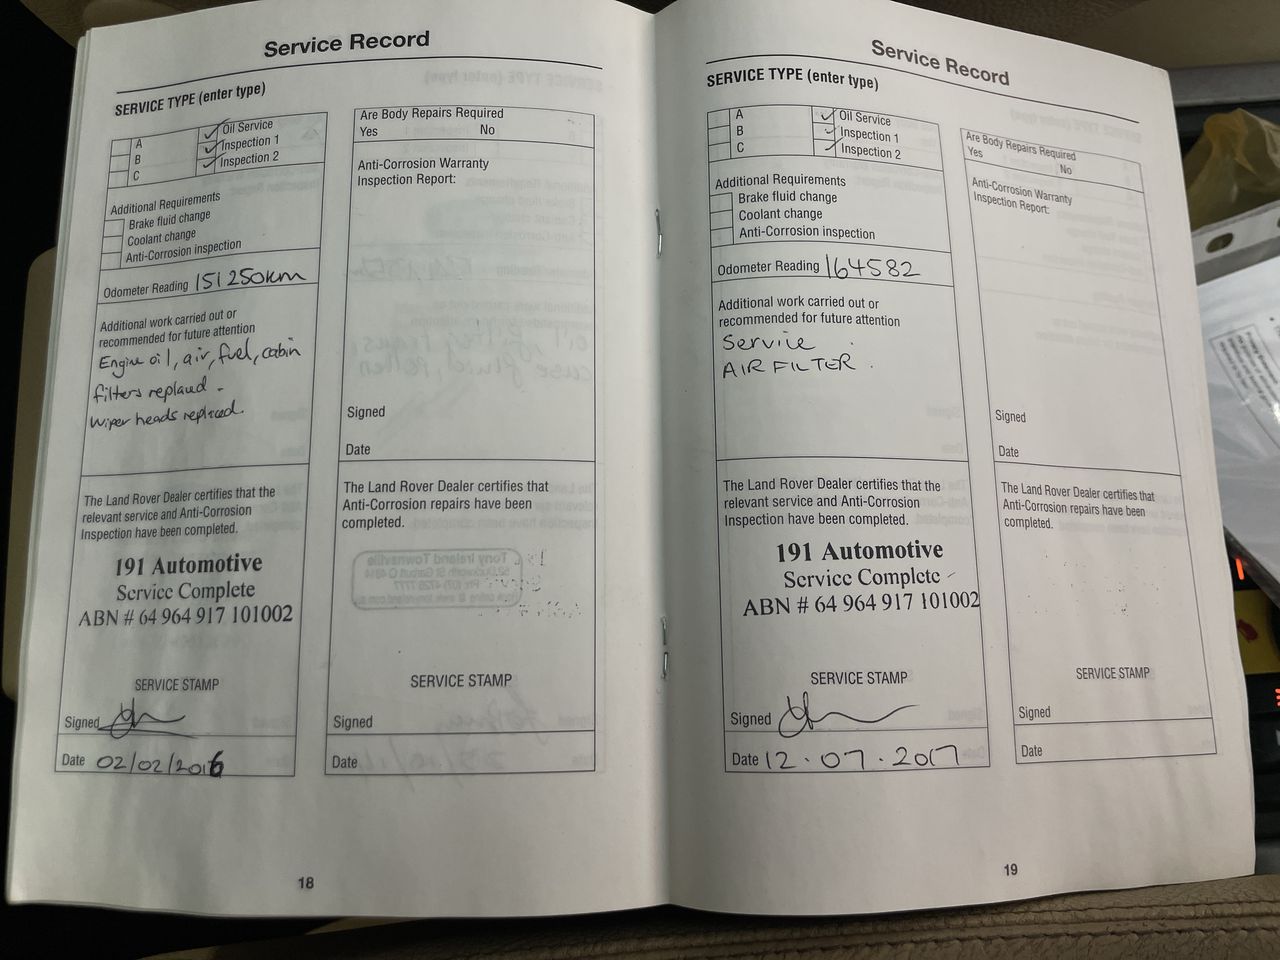 Service Record
SERVICE TYPE (enter type)
A
B
C
✓ Oil Service
✓ Inspection 1
✓ Inspection 2
Additional Requirements
Brake fluid change
Coolant change
Anti-Corrosion inspection
Odometer Reading 151250km
Additional work carried out or
recommended for future attention
Engine oil, air, fuel, cabin
filters replaced.
Wiper heads replaced.
The Land Rover Dealer certifies that the
relevant service and Anti-Corrosion
Inspection have been completed.
191 Automotive
Service Complete
ABN # 64 964 917 101002
SERVICE STAMP
Signed
Date 02/02/2016
Are Body Repairs Required
Yes No
Anti-Corrosion Warranty
Inspection Report:
Signed
Date
The Land Rover Dealer certifies that
Anti-Corrosion repairs have been
completed.
SERVICE STAMP
Signed
Date
18
Service Record
SERVICE TYPE (enter type)
A
B
C
✓ Oil Service
✓ Inspection 1
✓ Inspection 2
Additional Requirements
Brake fluid change
Coolant change
Anti-Corrosion inspection
Odometer Reading 164582
Additional work carried out or
recommended for future attention
Service
AIR FILTER.
The Land Rover Dealer certifies that the
relevant service and Anti-Corrosion
Inspection have been completed.
191 Automotive
Service Complete
ABN # 64 964 917 101002
SERVICE STAMP
Signed
Date 12.07.2017
Are Body Repairs Required
Yes No
Anti-Corrosion Warranty
Inspection Report:
Signed
Date
The Land Rover Dealer certifies that
Anti-Corrosion repairs have been
completed.
SERVICE STAMP
Signed
Date
19